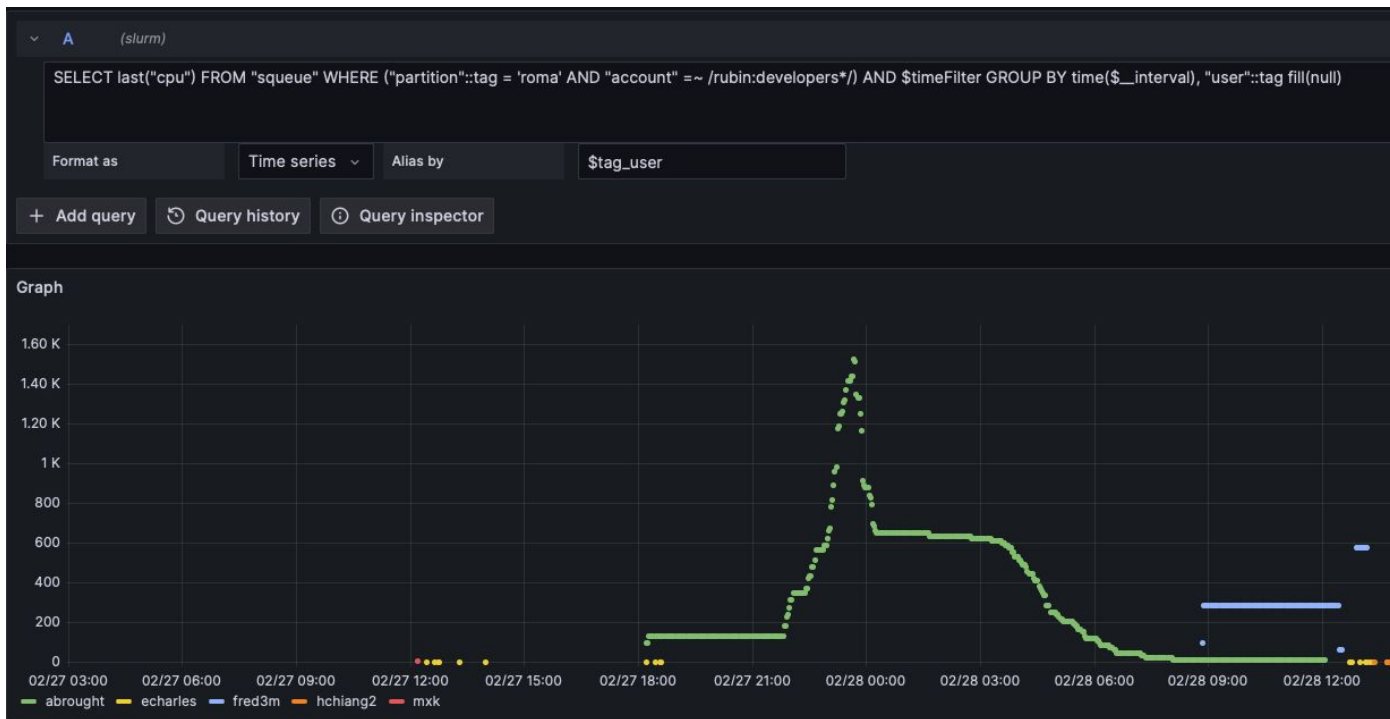 A (slurm)
SELECT last("cpu") FROM "squeue" WHERE ("partition"::tag = 'roma' AND "account" =~ /rubin:developers*/) AND $timeFilter GROUP BY time($__interval), "user"::tag fill(null)
Format as Time series Alias by $tag_user
+ Add query Query history Query inspector
Graph
1.60 K
1.40 K
1.20 K
1 K
800
600
400
200
0
02/27 03:00 02/27 06:00 02/27 09:00 02/27 12:00 02/27 15:00 02/27 18:00 02/27 21:00 02/28 00:00 02/28 03:00 02/28 06:00 02/28 09:00 02/28 12:00
abrought echarles fred3m hchiang2 mxk